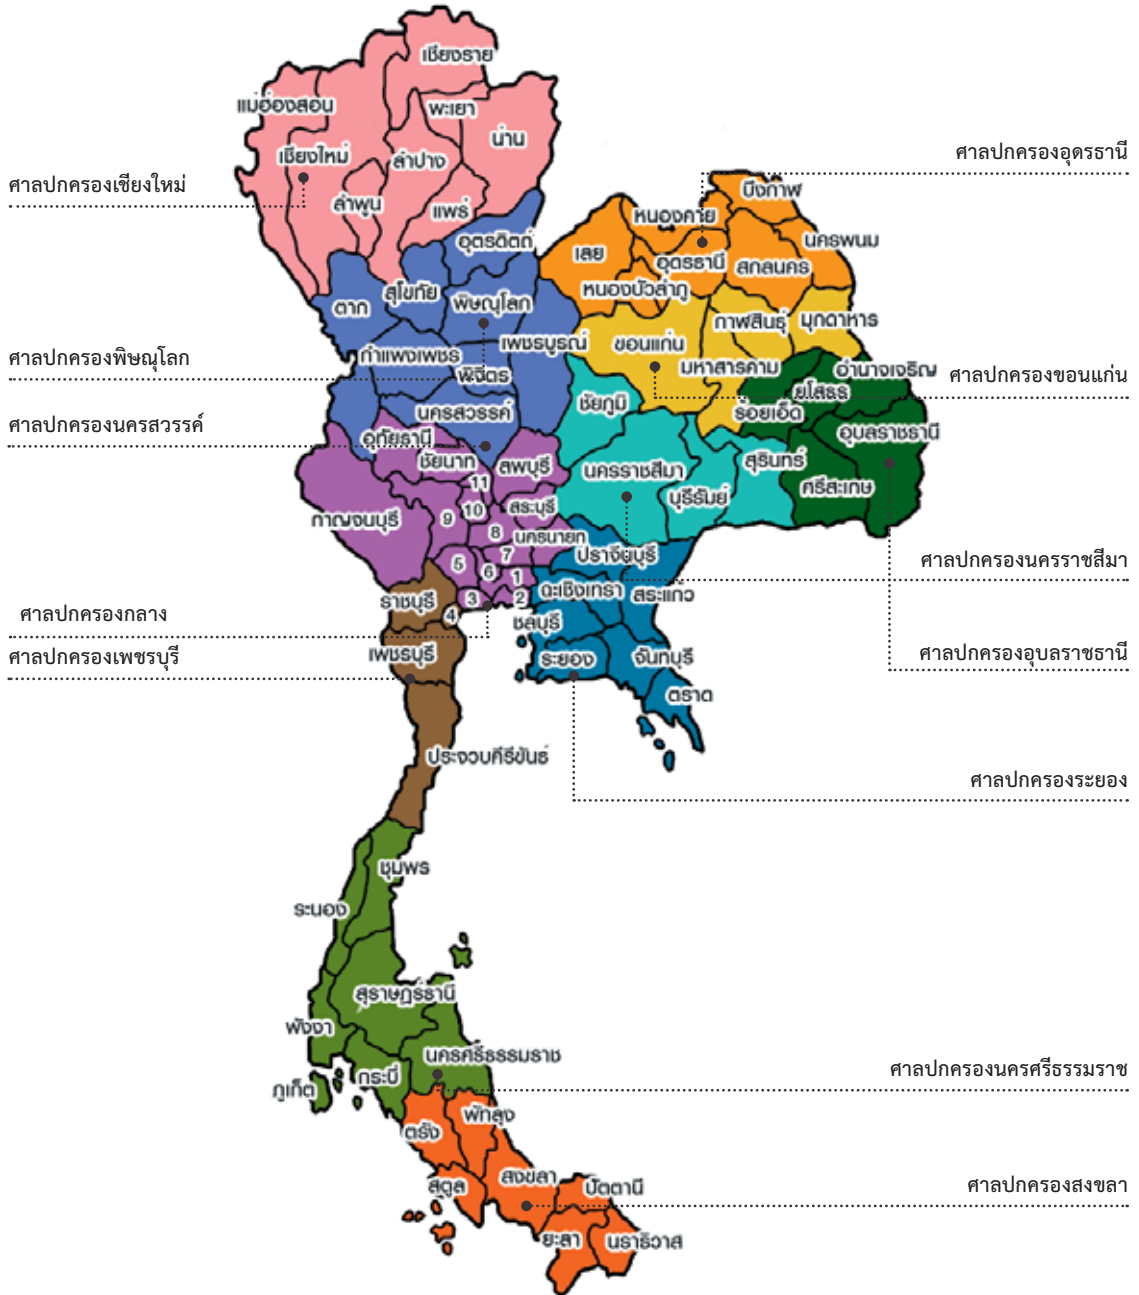 เชียงราย
แม่ฮ่องสอน
พะเยา
น่าน
เชียงใหม่
ลำปาง
ศาลปกครองอุดรธานี
ศาลปกครองเชียงใหม่
บึงกาฬ
ลำพูน
แพร่
หนองคาย
อุตรดิตถ์
นครพนม
เลย
อุดรธานี
สกลนคร
สุโขทัย
หนองบัวลำภู
ตาก
พิษณุโลก
กาฬสินธุ์
มุกดาหาร
เพชรบูรณ์
ขอนแก่น
ศาลปกครองพิษณุโลก
กำแพงเพชร
มหาสารคาม
อำนาจเจริญ
พิจิตร
ศาลปกครองขอนแก่น
ยโสธร
ชัยภูมิ
นครสวรรค์
ร้อยเอ็ด
ศาลปกครองนครสวรรค์
อุบลราชธานี
อุทัยธานี
ชัยนาท
ลพบุรี
สุรินทร์
นครราชสีมา
11
บุรีรัมย์
ศรีสะเกษ
สระบุรี
10
กาญจนบุรี
9
8
นครนายก
7
ปราจีนบุรี
ศาลปกครองนครราชสีมา
5
6
1
ฉะเชิงเทรา
สระแก้ว
ราชบุรี
3
2
ศาลปกครองกลาง
4
ชลบุรี
ศาลปกครองเพชรบุรี
เพชรบุรี
ระยอง
จันทบุรี
ศาลปกครองอุบลราชธานี
ตราด
ประจวบคีรีขันธ์
ศาลปกครองระยอง
ชุมพร
ระนอง
สุราษฎร์ธานี
พังงา
นครศรีธรรมราช
ศาลปกครองนครศรีธรรมราช
กระบี่
ภูเก็ต
พัทลุง
ตรัง
สงขลา
สตูล
ปัตตานี
ศาลปกครองสงขลา
ยะลา
นราธิวาส